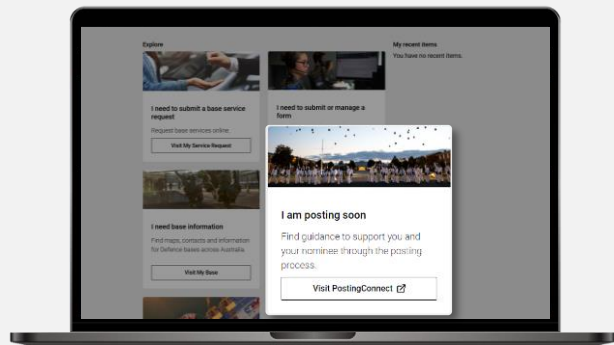 Explore
I need to submit a base service
request
Request base services online.
Visit My Service Request
I need base information
Find maps, contacts and information
for Defence bases across Australia.
Visit My Base
I need to submit or manage a
form
I am posting soon
Find guidance to support you and
your nominee through the posting
process.
Visit PostingConnect
My recent items
You have no recent items.